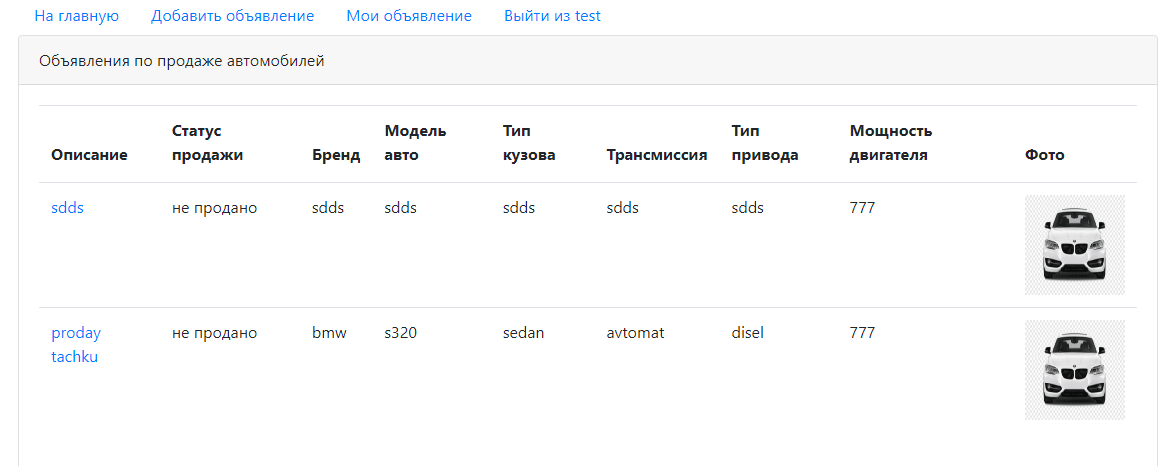 На главную Добавить объявление Мои объявление Выйти из test
Объявления по продаже автомобилей
Описание Статус продажи Бренд Модель авто Тип кузова Трансмиссия Тип привода Мощность двигателя Фото
sdds не продано sdds sdds sdds sdds sdds 777
proday tachku не продано bmw s320 sedan avtomat disel 777